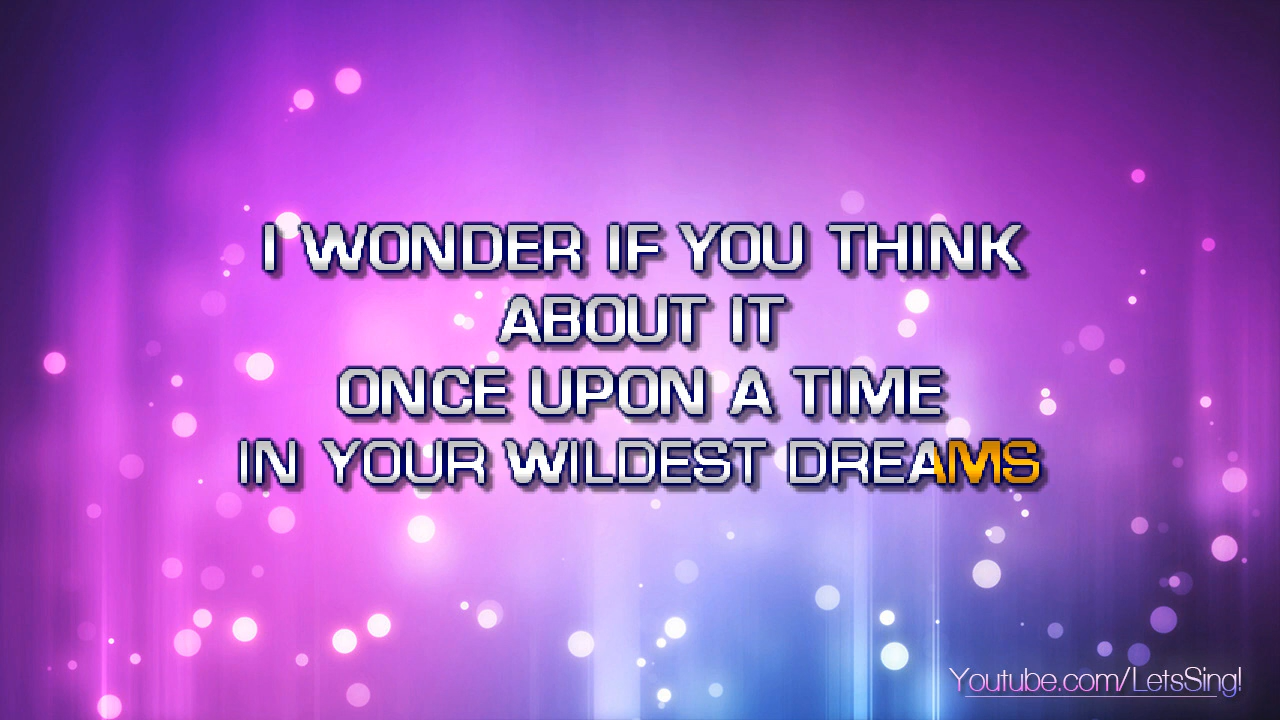 I WONDER IF YOU THINK
ABOUT IT
ONCE UPON A TIME
IN YOUR WILDEST DREAMS
Youtube.com/LetsSing!